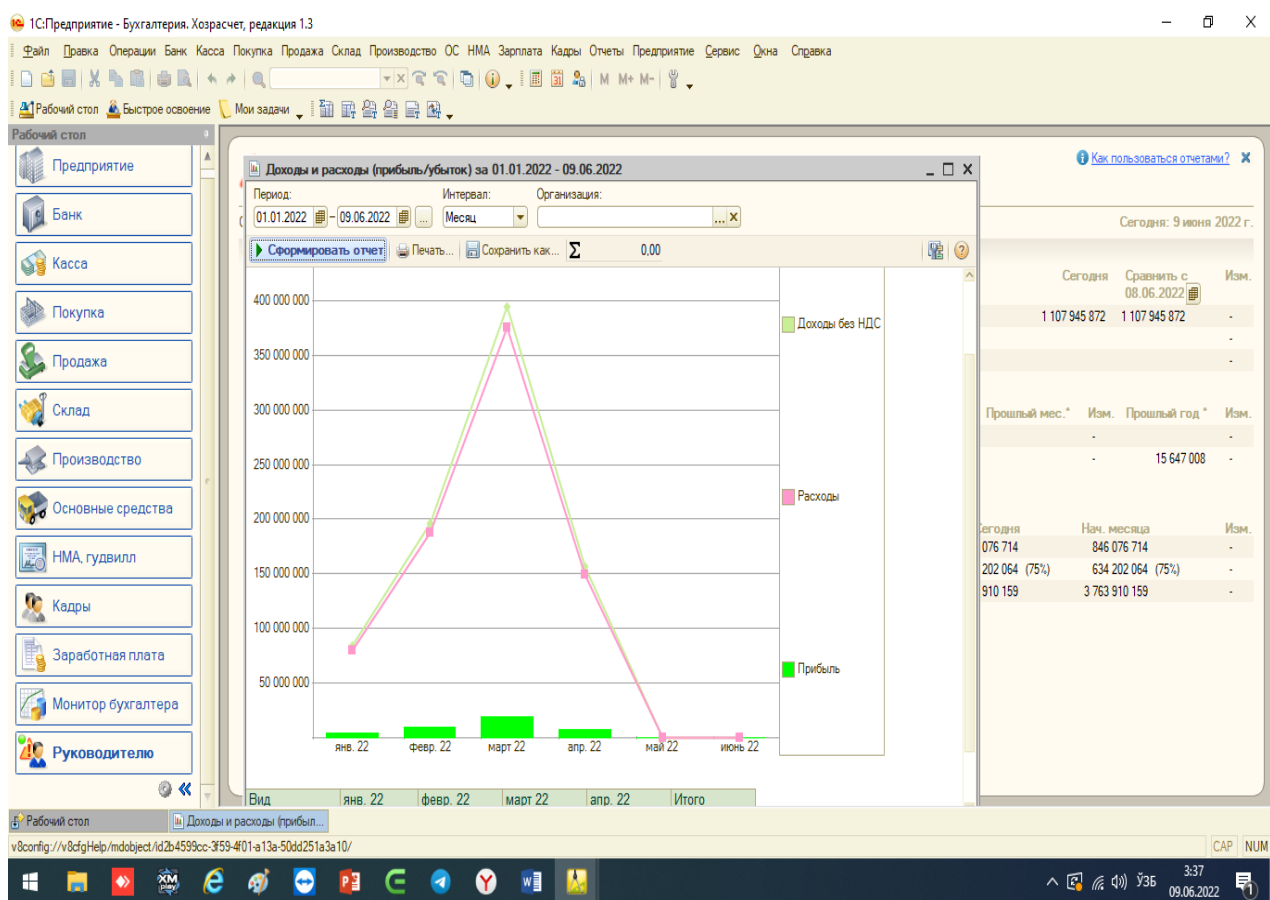 1С:Предприятие - Бухгалтерия. Хозрасчет, редакция 1.3
Файл Правка Операции Банк Касса Покупка Продажа Склад Производство ОС НМА Зарплата Кадры Отчеты Предприятие Сервис Окна Справка
M M+ M-
Рабочий стол Быстрое освоение Мои задачи
Рабочий стол
Предприятие
Банк
Касса
Покупка
Продажа
Склад
Производство
Основные средства
НМА, гудвилл
Кадры
Заработная плата
Монитор бухгалтера
Руководителю
Доходы и расходы (прибыль/убыток) за 01.01.2022 - 09.06.2022
Период: Интервал: Организация:
01.01.2022 – 09.06.2022 ... Месяц ... X
Сформировать отчет Печать... Сохранить как... Σ 0,00
400 000 000
350 000 000
300 000 000
250 000 000
200 000 000
150 000 000
100 000 000
50 000 000
янв. 22 февр. 22 март 22 апр. 22 май 22 июнь 22
Доходы без НДС
Расходы
Прибыль
Вид янв. 22 февр. 22 март 22 апр. 22 Итого
Как пользоваться отчетами?
Сегодня: 9 июня 2022 г.
Сегодня Сравнить с Изм.
08.06.2022
1 107 945 872 1 107 945 872 -
-
-
Прошлый мес.* Изм. Прошлый год * Изм.
- -
- 15 647 008 -
Сегодня Нач. месяца Изм.
076 714 846 076 714 -
202 064 (75%) 634 202 064 (75%) -
910 159 3 763 910 159 -
Рабочий стол Доходы и расходы (прибыл...
v8config://v8cfgHelp/mdobject/id2b4599cc-3f59-4f01-a13a-50dd251a3a10/
CAP NUM
XM play
ЎЗБ
3:37
09.06.2022
1